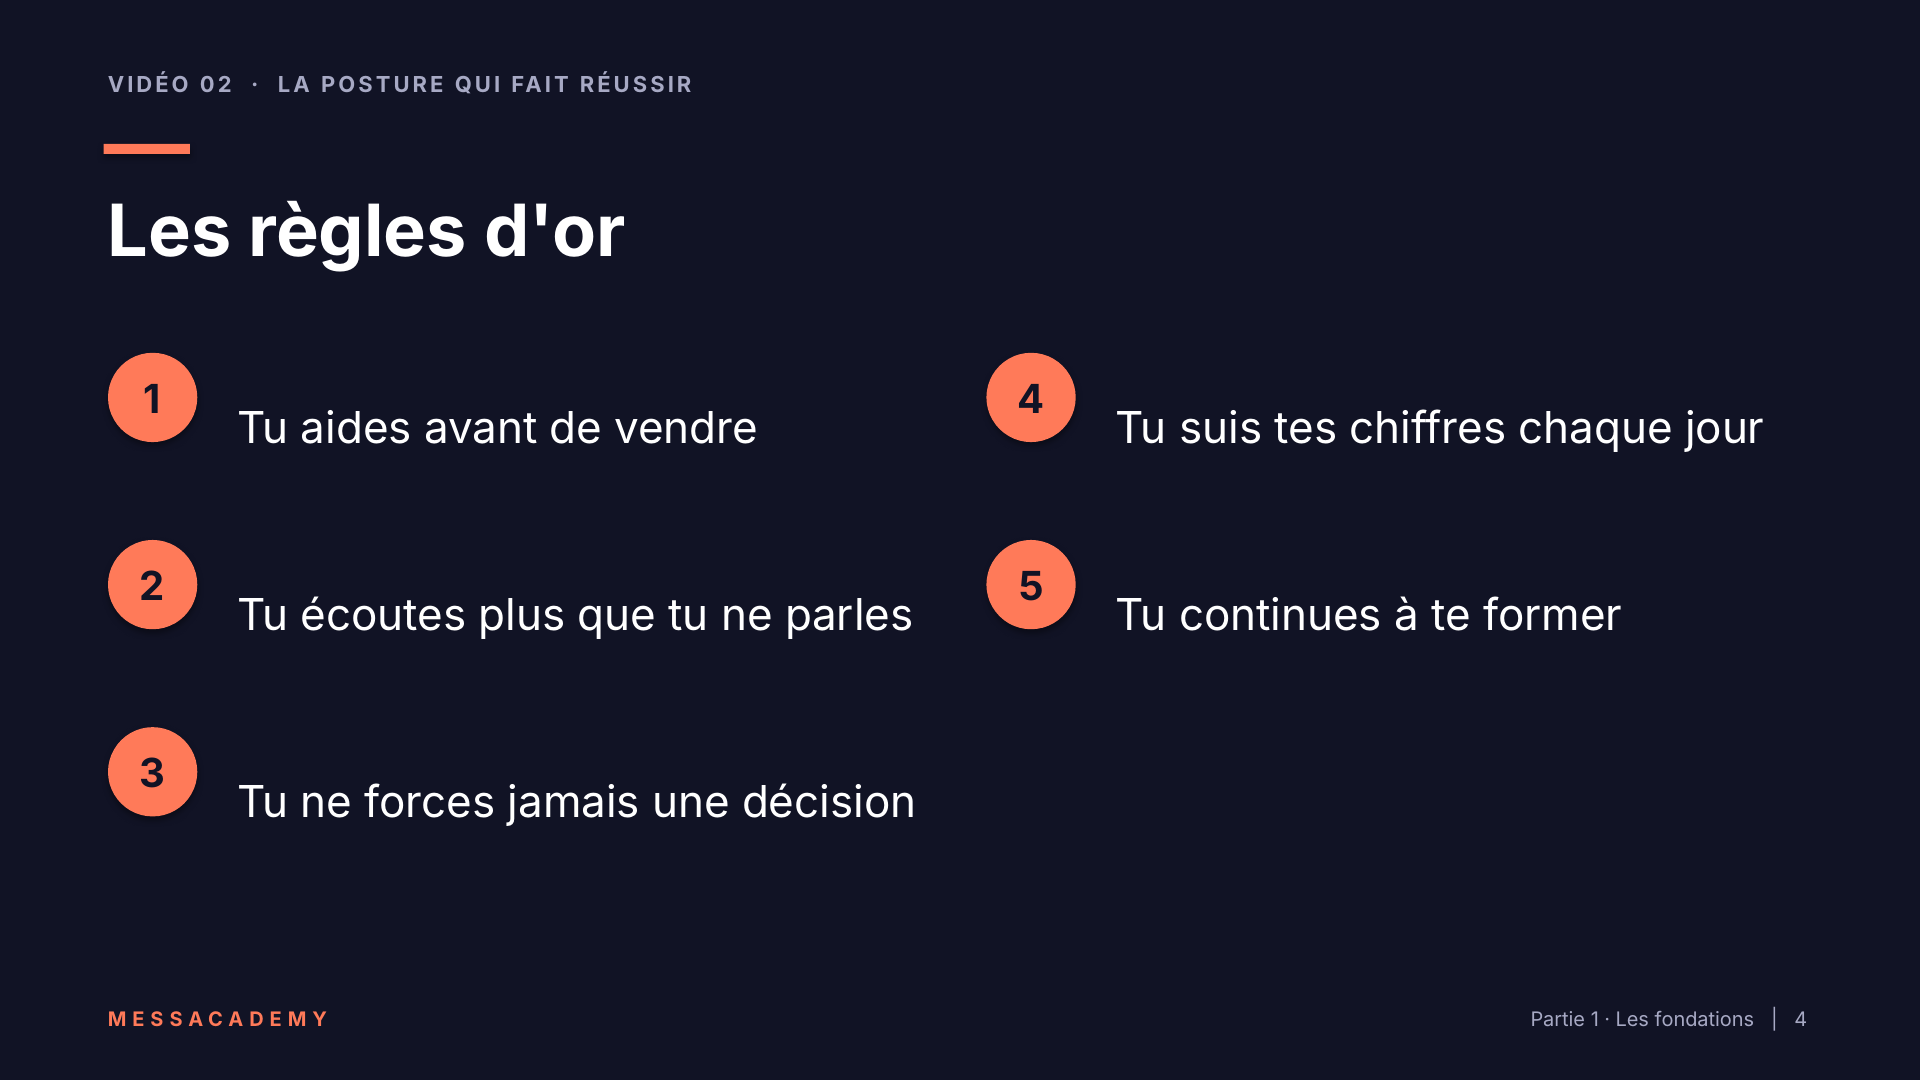 VIDÉO 02 · LA POSTURE QUI FAIT RÉUSSIR
Les règles d'or
1 Tu aides avant de vendre
2 Tu écoutes plus que tu ne parles
3 Tu ne forces jamais une décision
4 Tu suis tes chiffres chaque jour
5 Tu continues à te former
MESSACADEMY
Partie 1 · Les fondations | 4